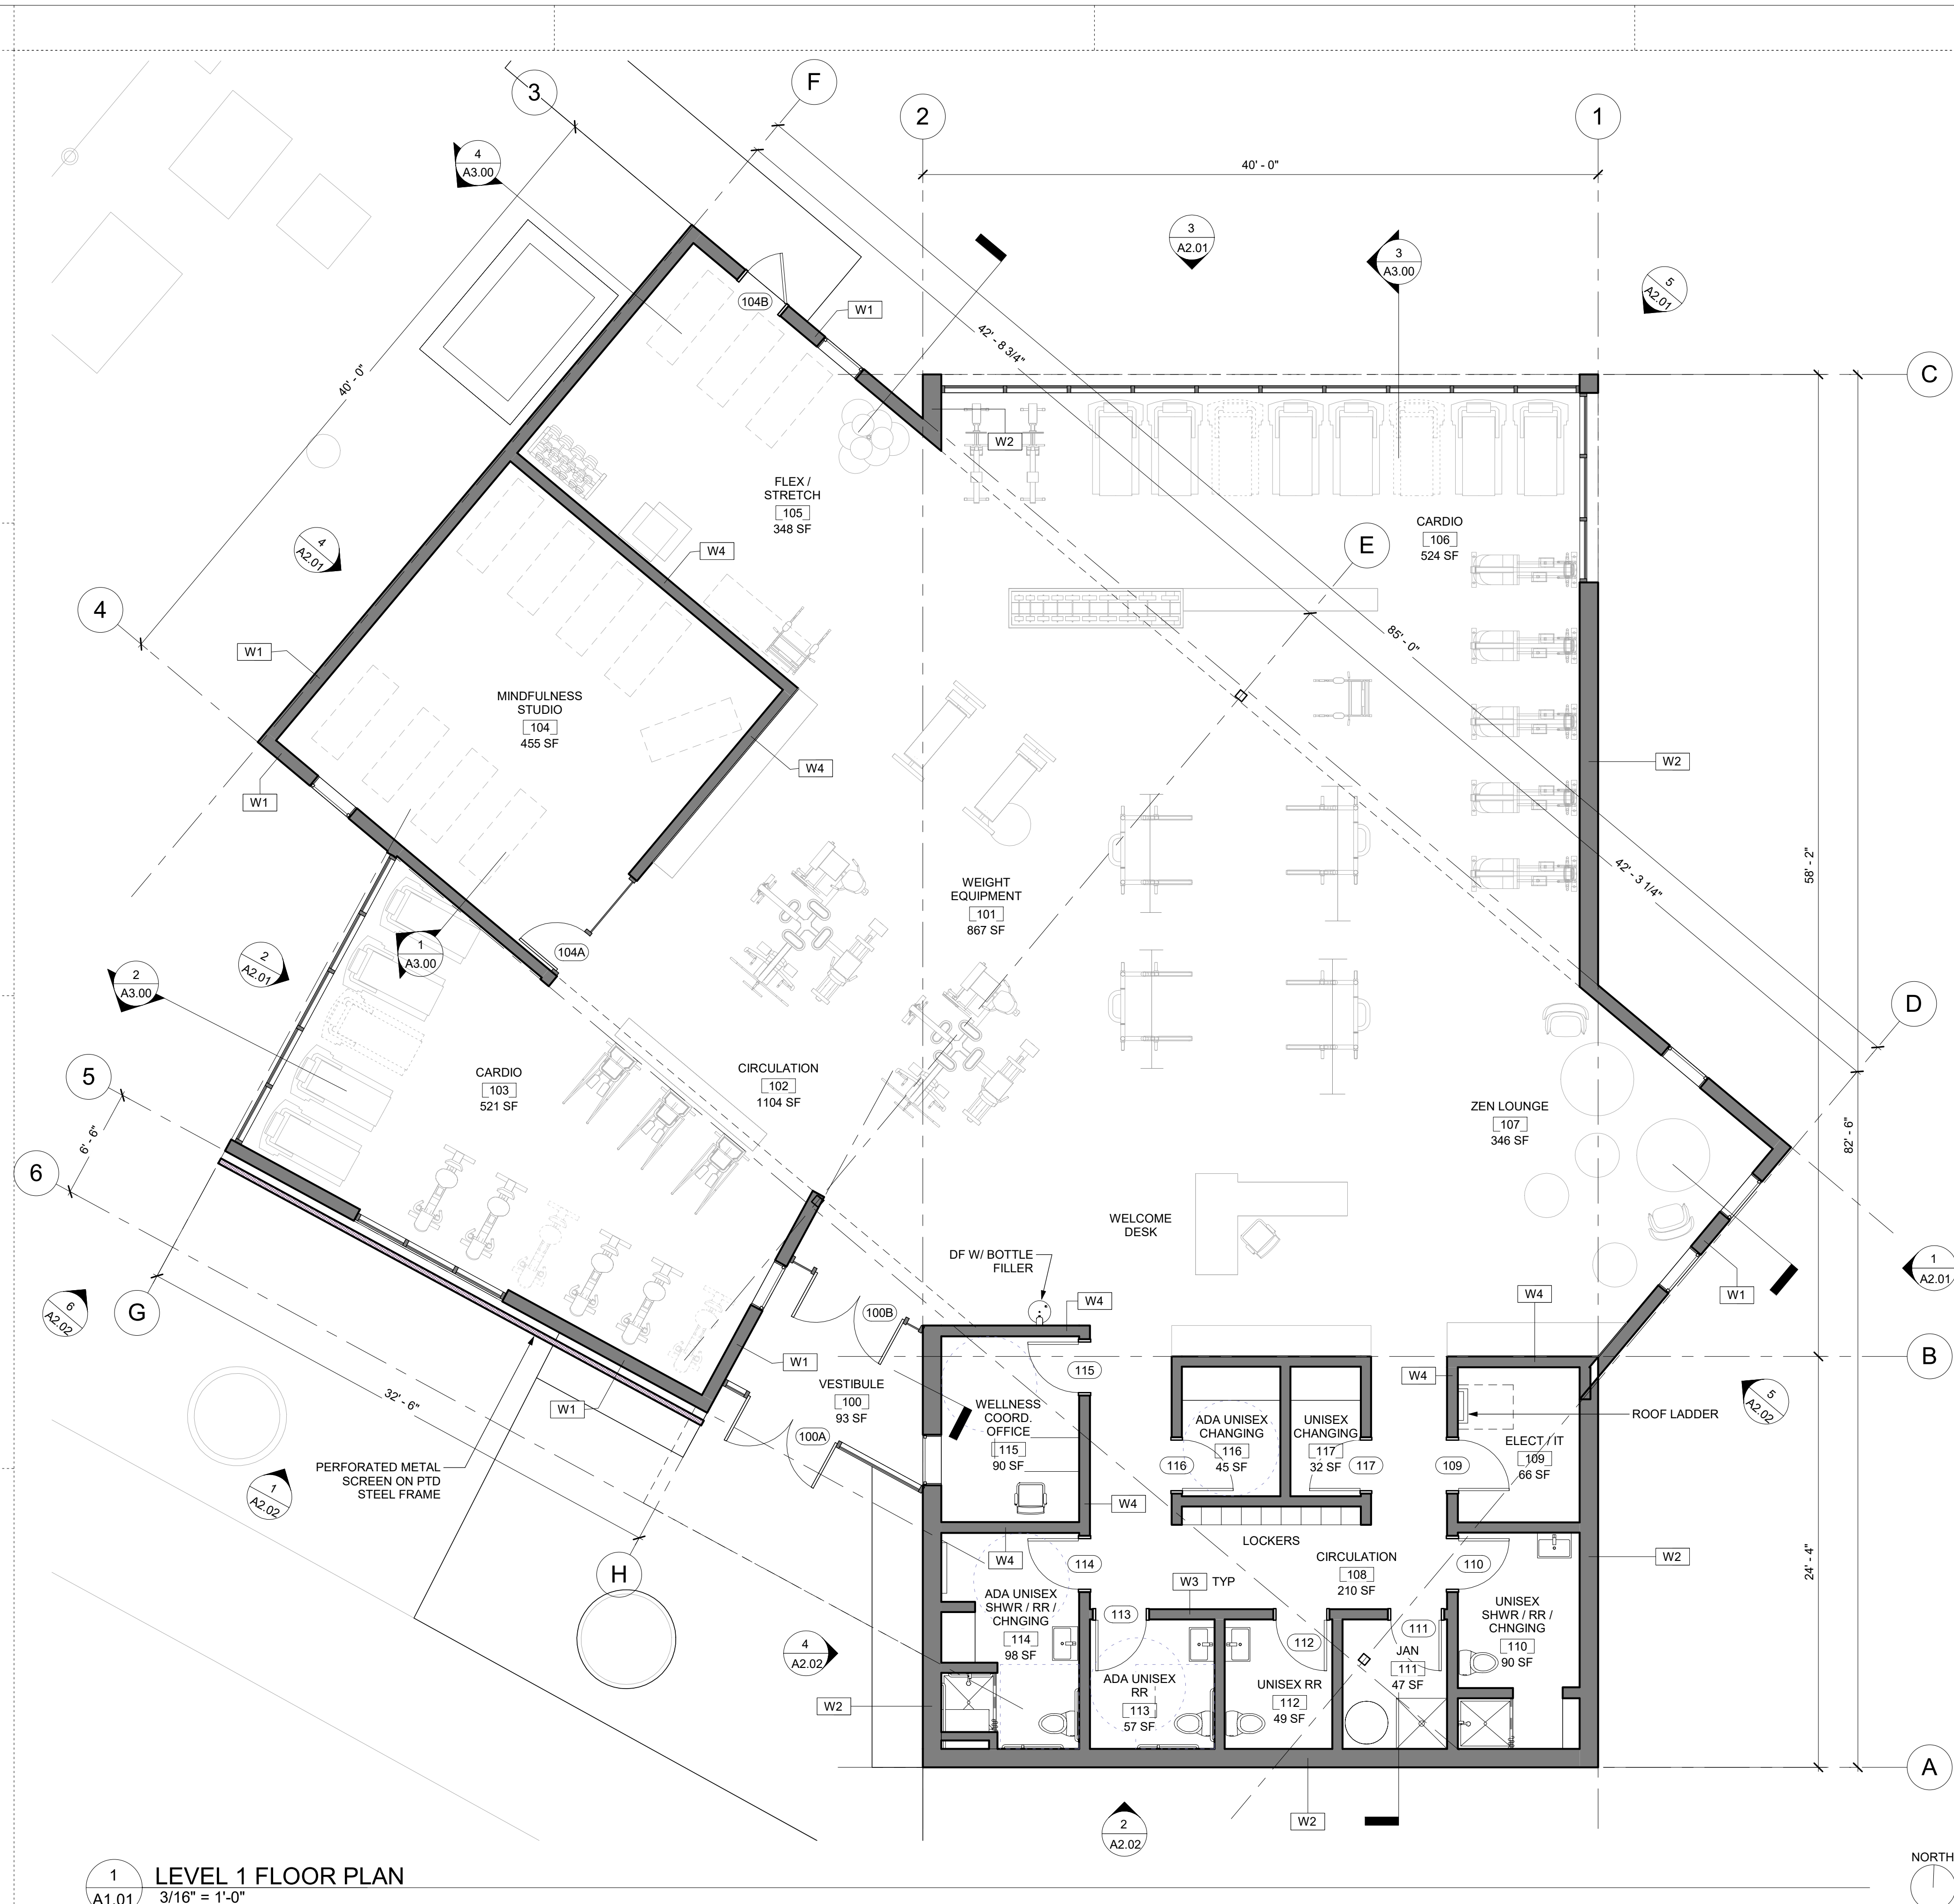 3
F
2
1
4
A3.00
40' - 0"
3
A2.01
3
A3.00
5
A2.01
104B
W1
42' - 8 3/4"
C
40' - 0"
W2
FLEX /
STRETCH
105
348 SF
CARDIO
106
524 SF
4
A2.01
W4
E
4
85' - 0"
W1
MINDFULNESS
STUDIO
104
455 SF
W4
W2
W1
42' - 3 1/4"
58' - 2"
WEIGHT
EQUIPMENT
101
867 SF
1
A3.00
104A
2
A2.01
2
A3.00
D
5
CARDIO
103
521 SF
CIRCULATION
102
1104 SF
ZEN LOUNGE
107
346 SF
82' - 6"
6' - 6"
6
WELCOME
DESK
DF W/ BOTTLE
FILLER
1
A2.01
G
6
A2.02
100B
W4
W4
W1
B
W1
115
W4
VESTIBULE
100
93 SF
32' - 6"
W1
WELLNESS
COORD.
OFFICE
115
90 SF
ADA UNISEX
CHANGING
116
45 SF
UNISEX
CHANGING
117
32 SF
ROOF LADDER
5
A2.02
100A
ELECT / IT
109
66 SF
116
117
109
PERFORATED METAL
SCREEN ON PTD
STEEL FRAME
1
A2.02
W4
LOCKERS
H
W4
114
CIRCULATION
108
210 SF
110
W2
24' - 4"
W3 TYP
ADA UNISEX
SHWR / RR /
CHNGING
114
98 SF
113
112
111
UNISEX
SHWR / RR /
CHNGING
110
90 SF
4
A2.02
JAN
111
47 SF
ADA UNISEX
RR
113
57 SF
UNISEX RR
112
49 SF
W2
A
W2
2
A2.02
1
A1.01
LEVEL 1 FLOOR PLAN
3/16" = 1'-0"
NORTH